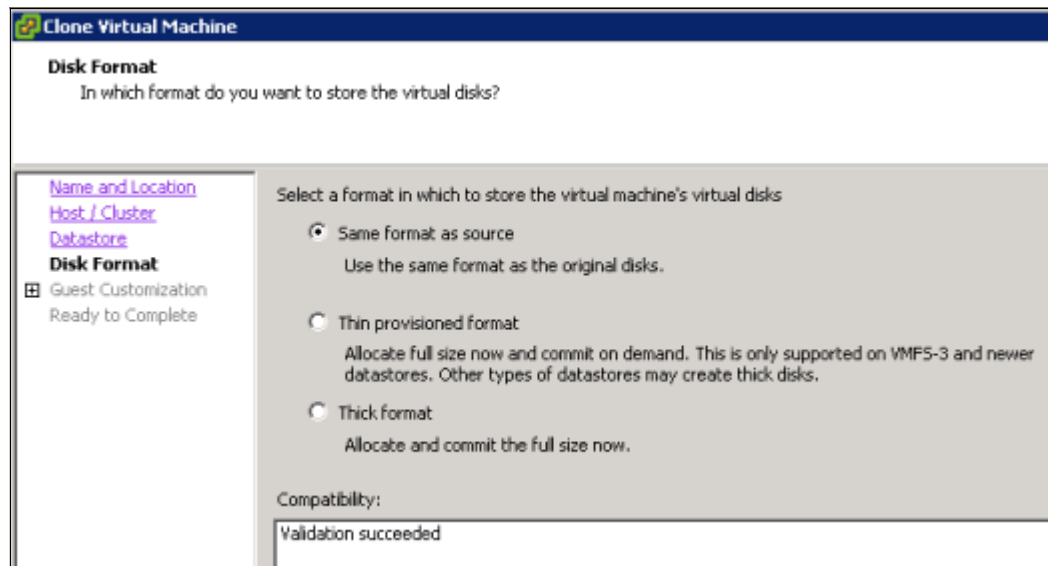 Clone Virtual Machine
Disk Format
In which format do you want to store the virtual disks?
Name and Location
Host / Cluster
Datastore
Disk Format
Guest Customization
Ready to Complete
Select a format in which to store the virtual machine's virtual disks
Same format as source
Use the same format as the original disks.
Thin provisioned format
Allocate full size now and commit on demand. This is only supported on VMFS-3 and newer
datastores. Other types of datastores may create thick disks.
Thick format
Allocate and commit the full size now.
Compatibility:
Validation succeeded